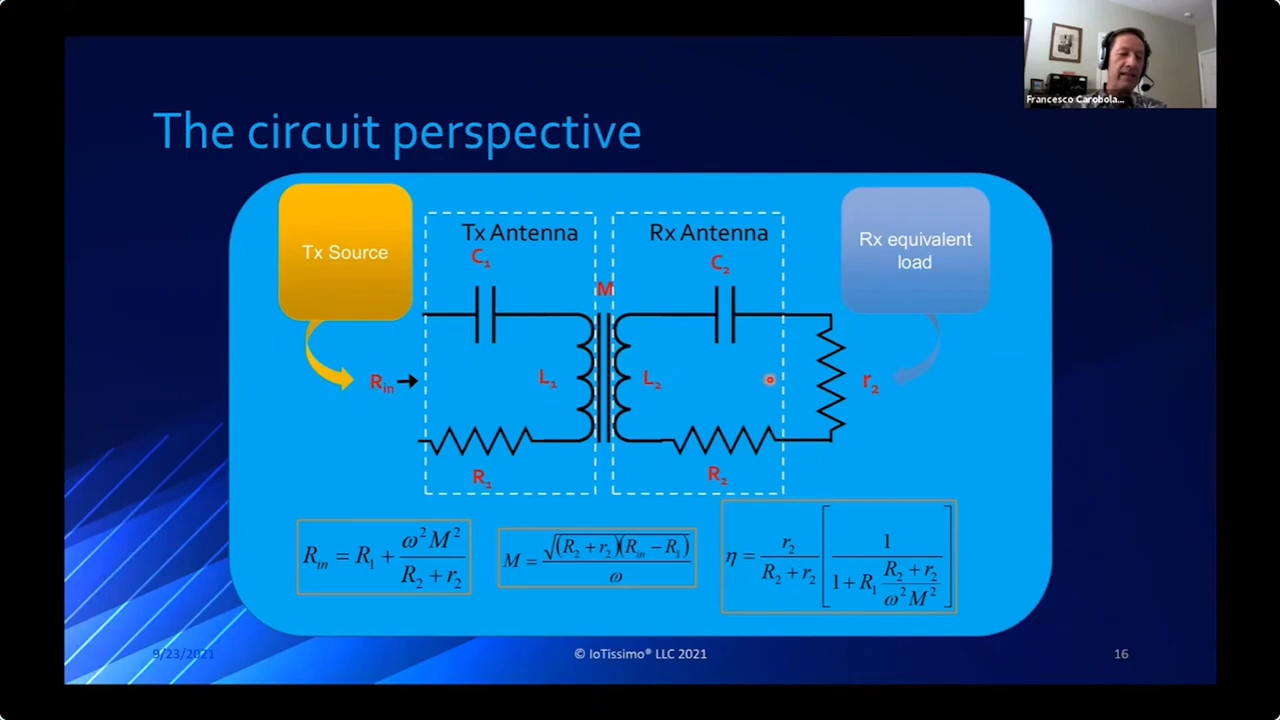 Francesco Carobola...
The circuit perspective
Tx Source
Tx Antenna
Rx Antenna
Rx equivalent
load
C₁
C₂
M
R_in
L₁
L₂
r₂
R₁
R₂
R_in = R₁ + ω²M² / (R₂ + r₂)
M = √((R₂ + r₂)(R_in − R₁)) / ω
η = r₂ / (R₂ + r₂) [1 / (1 + R₁ (R₂ + r₂) / (ω²M²))]
9/23/2021
© IoTissimo® LLC 2021
16